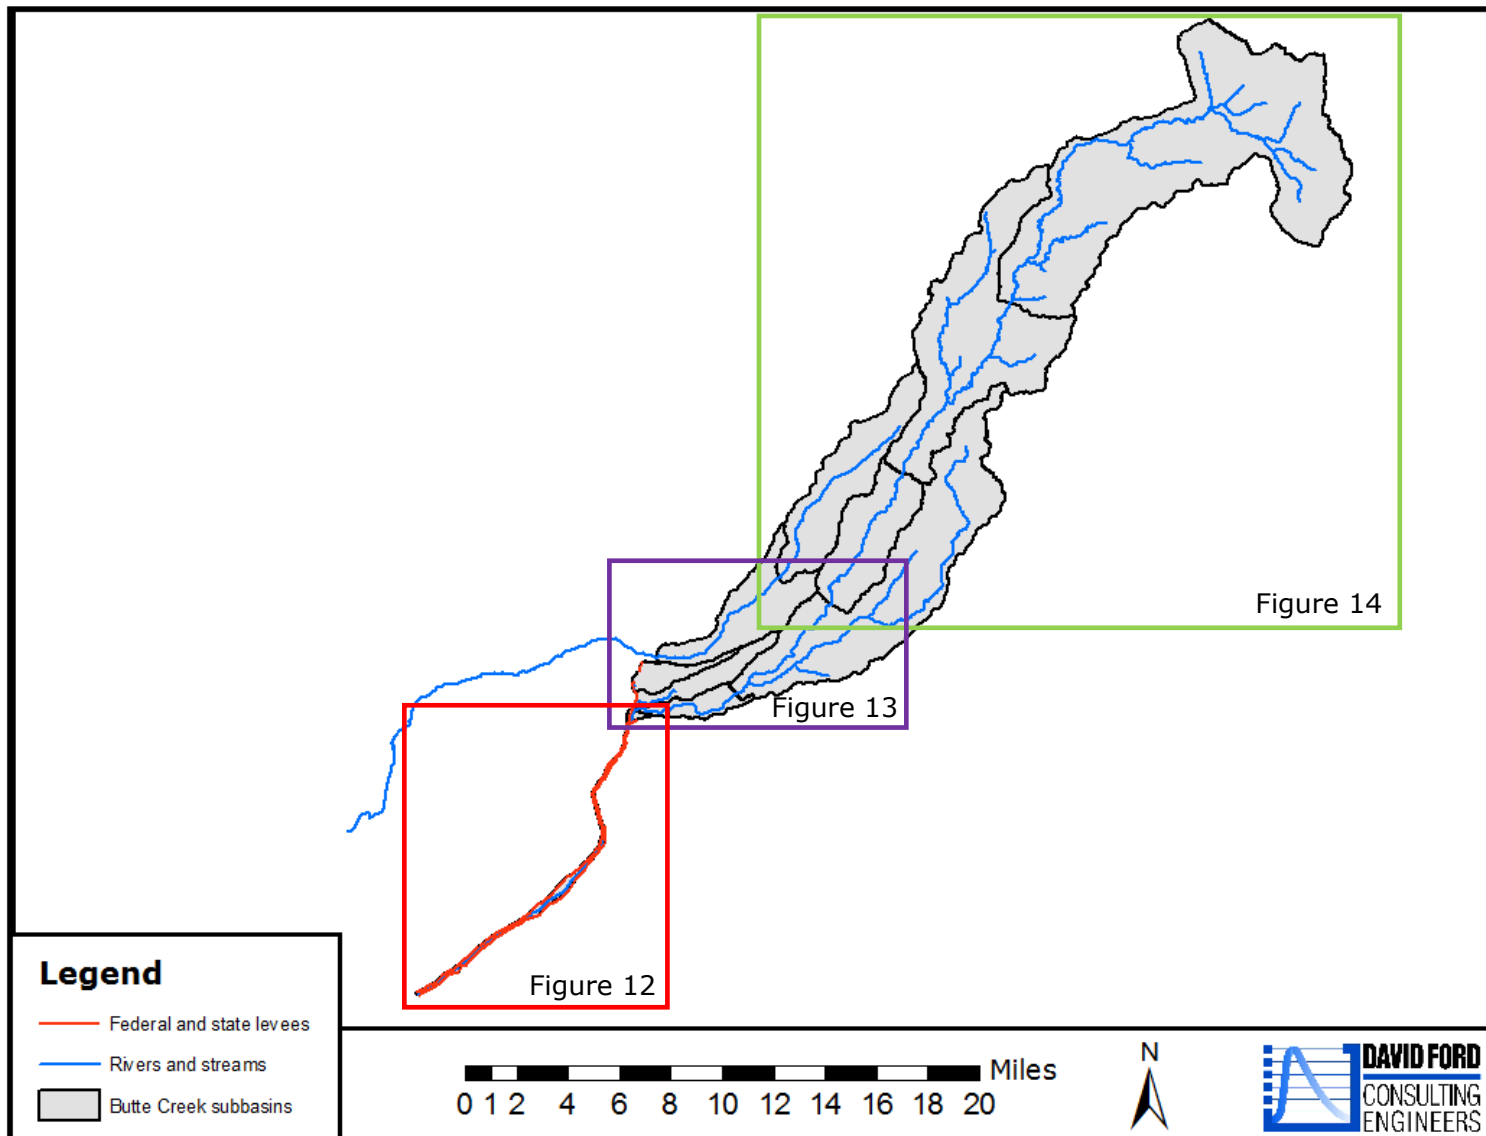 Figure 14
Figure 13
Figure 12
Legend
Federal and state levees
Rivers and streams
Butte Creek subbasins
Miles
0 1 2 4 6 8 10 12 14 16 18 20
N
DAVID FORD
CONSULTING
ENGINEERS